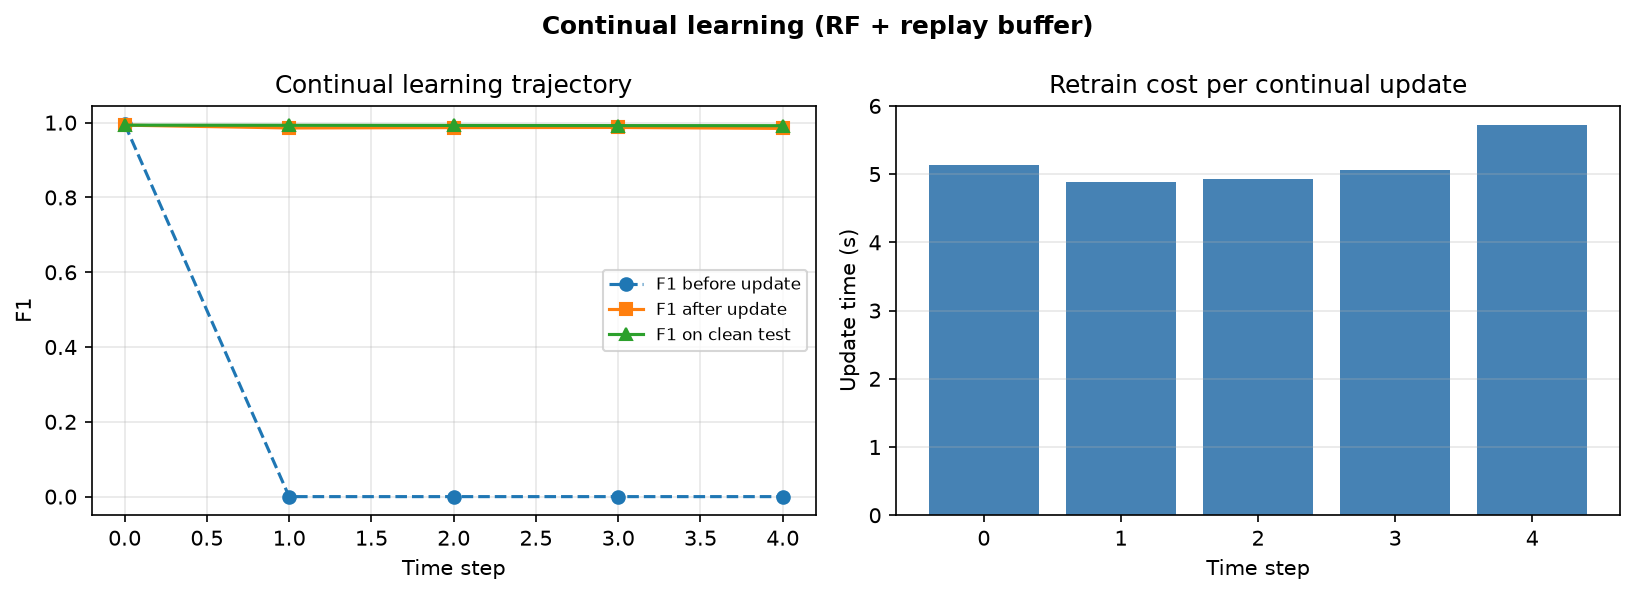 Continual learning (RF + replay buffer)
Continual learning trajectory
1.0
0.8
0.6
0.4
0.2
0.0
F1
F1 before update
F1 after update
F1 on clean test
0.0 0.5 1.0 1.5 2.0 2.5 3.0 3.5 4.0
Time step
Retrain cost per continual update
6
5
4
3
2
1
0
Update time (s)
0 1 2 3 4
Time step